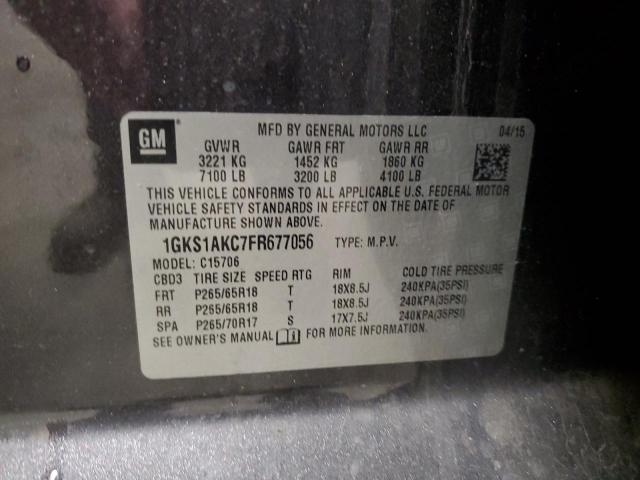 GM
MFD BY GENERAL MOTORS LLC 04/15
GVWR GAWR FRT GAWR RR
3221 KG 1452 KG 1860 KG
7100 LB 3200 LB 4100 LB
THIS VEHICLE CONFORMS TO ALL APPLICABLE U.S. FEDERAL MOTOR
VEHICLE SAFETY STANDARDS IN EFFECT ON THE DATE OF
MANUFACTURE SHOWN ABOVE.
1GKS1AKC7FR677056 TYPE: M.P.V.
MODEL: C15706
CBD3 TIRE SIZE SPEED RTG RIM COLD TIRE PRESSURE
FRT P265/65R18 T 18X8.5J 240KPA(35PSI)
RR P265/65R18 T 18X8.5J 240KPA(35PSI)
SPA P265/70R17 S 17X7.5J 240KPA(35PSI)
SEE OWNER'S MANUAL FOR MORE INFORMATION.